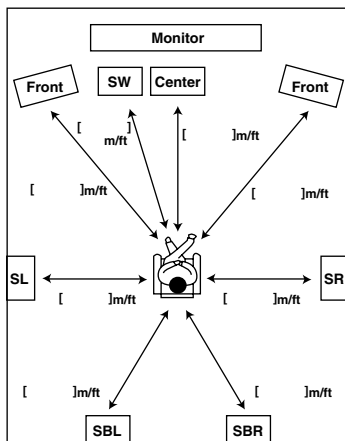 Monitor
Front
SW
Center
Front
[ ]
m/ft
[ ]m/ft
[ ]m/ft
[ ]m/ft
SL
SR
[ ]m/ft
[ ]m/ft
[ ]m/ft
[ ]m/ft
SBL
SBR